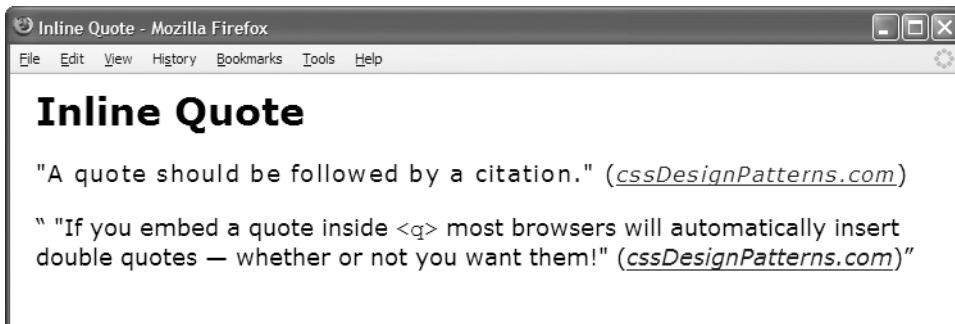 Inline Quote - Mozilla Firefox
File Edit View History Bookmarks Tools Help
Inline Quote
"A quote should be followed by a citation." (cssDesignPatterns.com)
“ "If you embed a quote inside <q> most browsers will automatically insert
double quotes — whether or not you want them!" (cssDesignPatterns.com)”